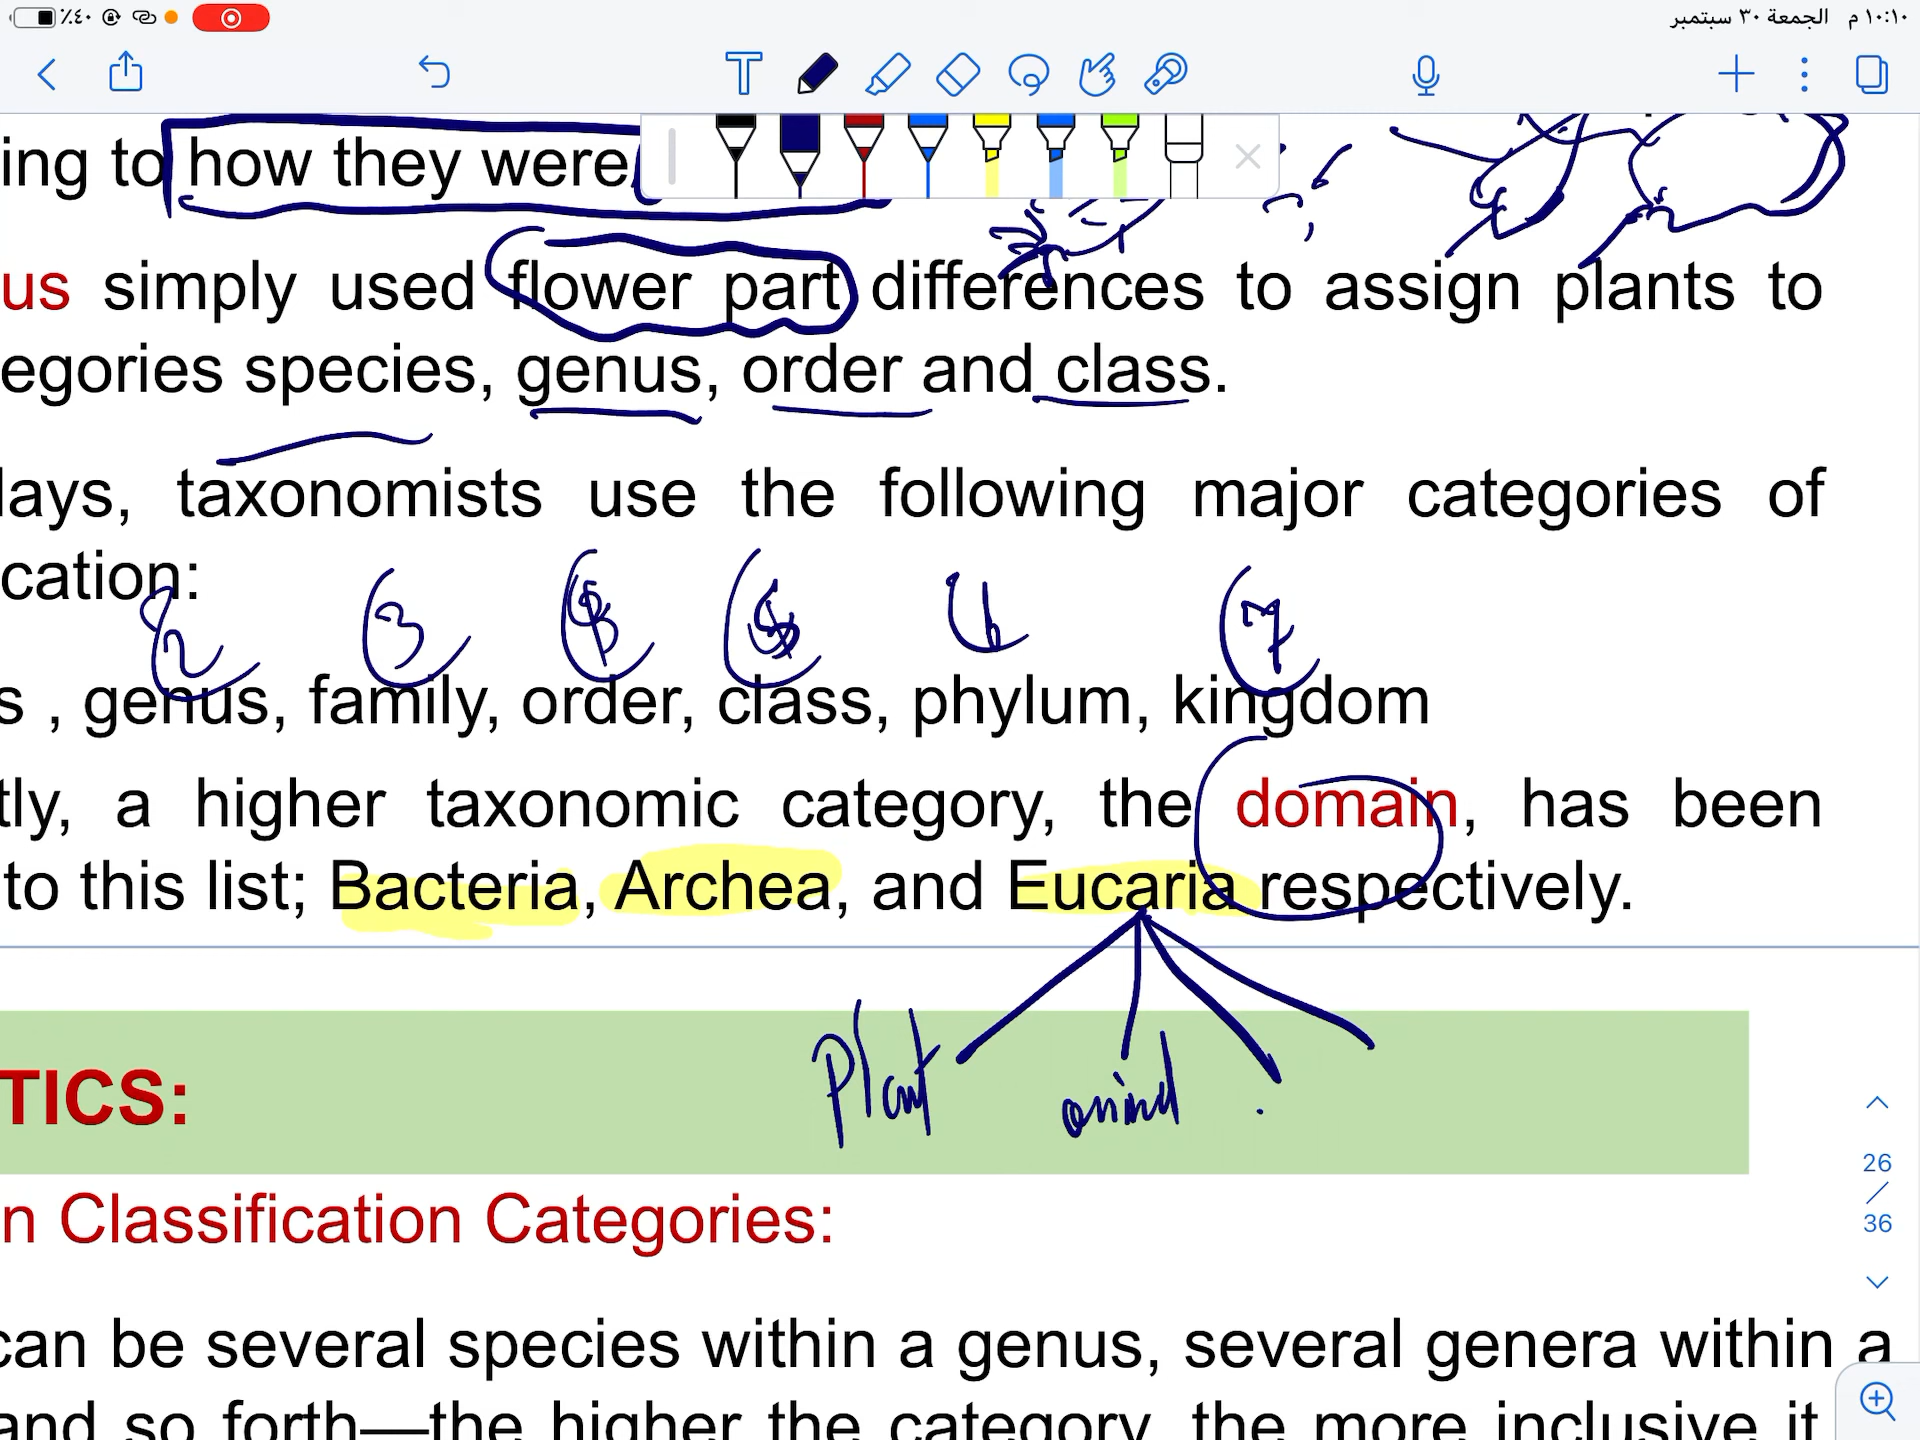 ٪٤٠
١٠:١٠ م الجمعة ٣٠ سبتمبر
ing to how they were
us simply used flower part differences to assign plants to
egories species, genus, order and class.
lays, taxonomists use the following major categories of
cation:
2 3 6 7
s , genus, family, order, class, phylum, kingdom
tly, a higher taxonomic category, the domain, has been
to this list; Bacteria, Archea, and Eucaria respectively.
Plant animal
TICS:
26
/
36
n Classification Categories:
can be several species within a genus, several genera within a
and so forth—the higher the category, the more inclusive it